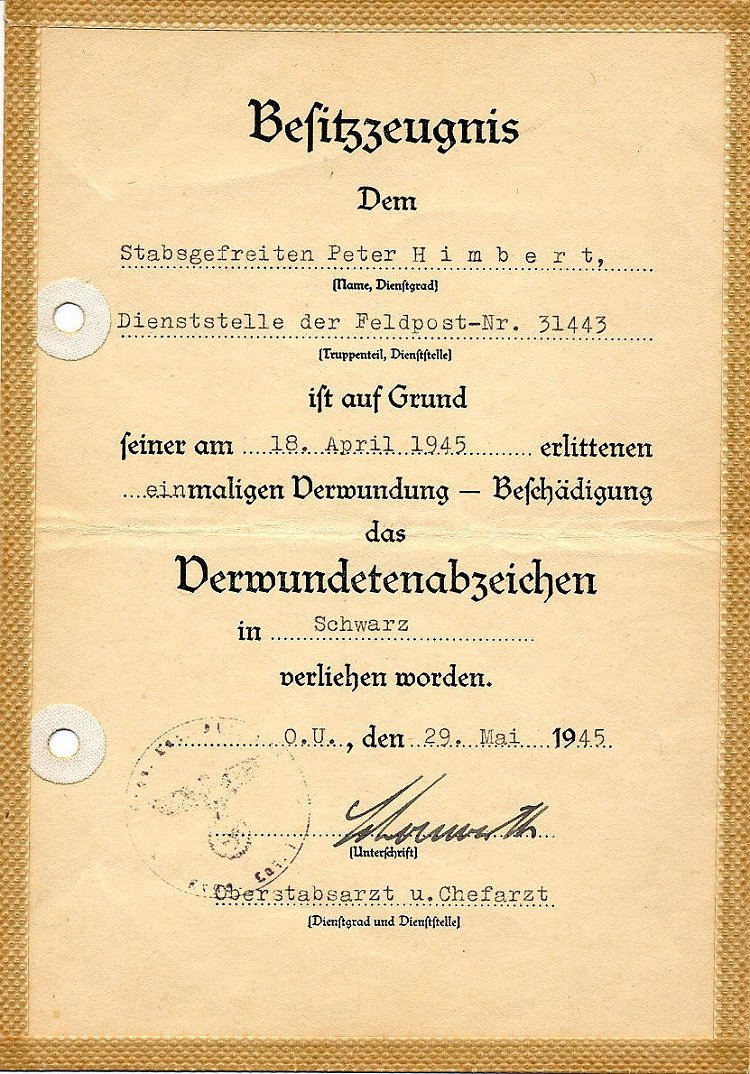 Besitzzeugnis
Dem
Stabsgefreiten Peter Himbert,
(Name, Dienstgrad)
Dienststelle der Feldpost-Nr. 31443
(Truppenteil, Dienststelle)
ist auf Grund
seiner am 18. April 1945 erlittenen
einmaligen Verwundung – Beschädigung
das
Verwundetenabzeichen
in Schwarz
verliehen worden.
O.U., den 29. Mai 1945.
(Unterschrift)
Oberstabsarzt u. Chefarzt
(Dienstgrad und Dienststelle)